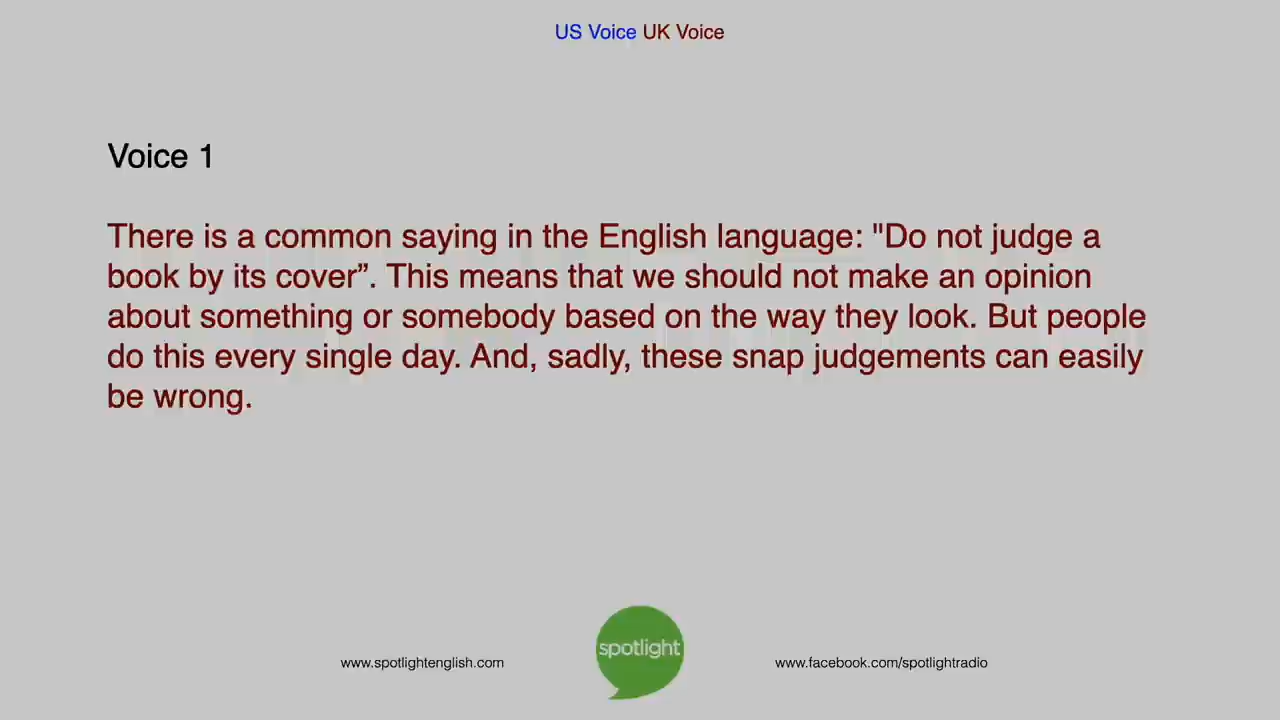 US Voice UK Voice
Voice 1
There is a common saying in the English language: "Do not judge a
book by its cover”. This means that we should not make an opinion
about something or somebody based on the way they look. But people
do this every single day. And, sadly, these snap judgements can easily
be wrong.
spotlight
www.spotlightenglish.com
www.facebook.com/spotlightradio